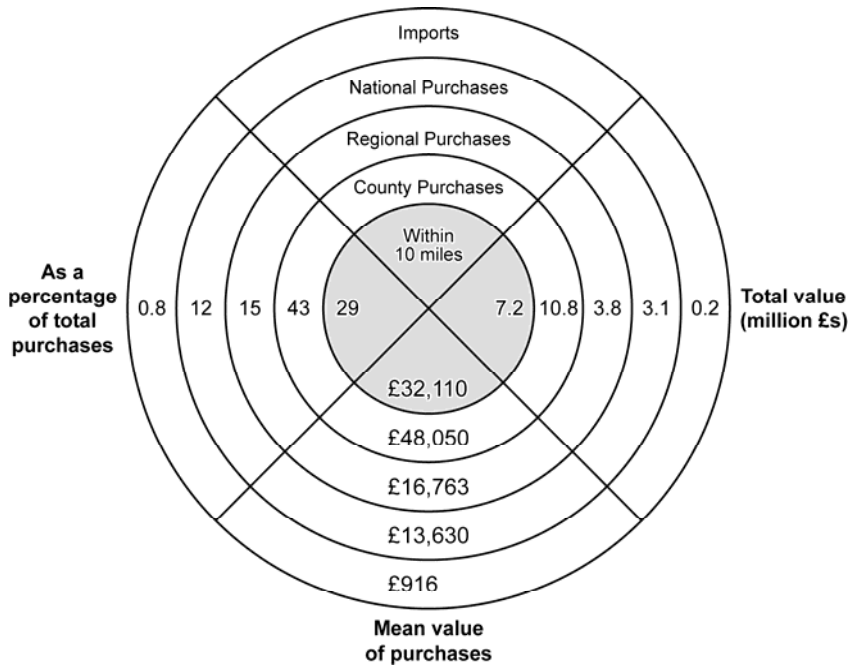 Imports
National Purchases
Regional Purchases
County Purchases
Within
10 miles
As a
percentage
of total
purchases
0.8 12 15 43 29 7.2 10.8 3.8 3.1 0.2
Total value
(million £s)
£32,110
£48,050
£16,763
£13,630
£916
Mean value
of purchases